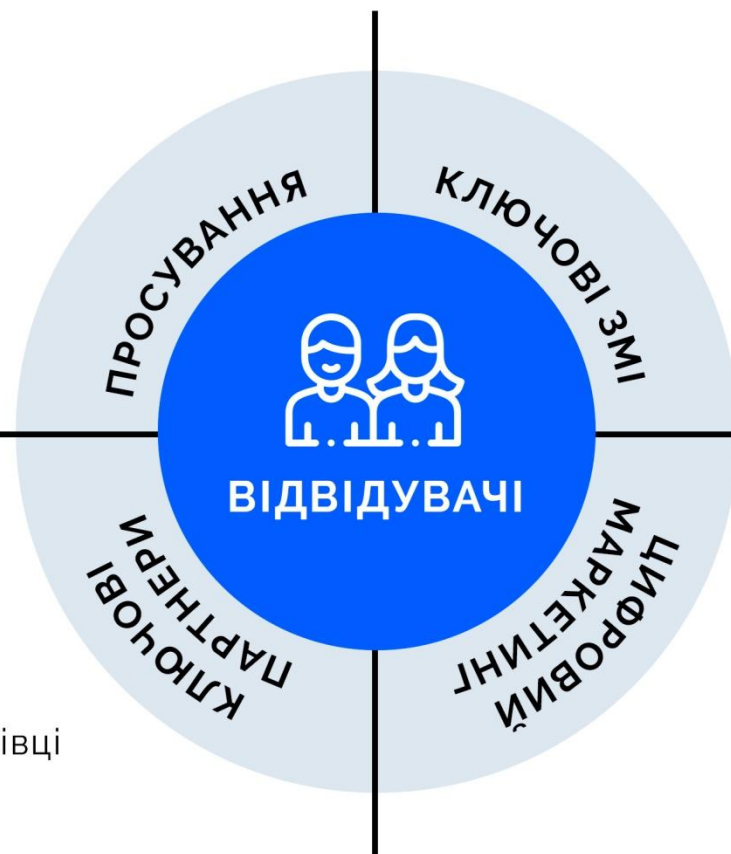 ПРОСУВАННЯ
КЛЮЧОВІ ЗМІ
ВІДВІДУВАЧІ
КЛЮЧОВІ
ПАРТНЕРИ
ЦИФРОВИЙ
МАРКЕТИНГ
івці